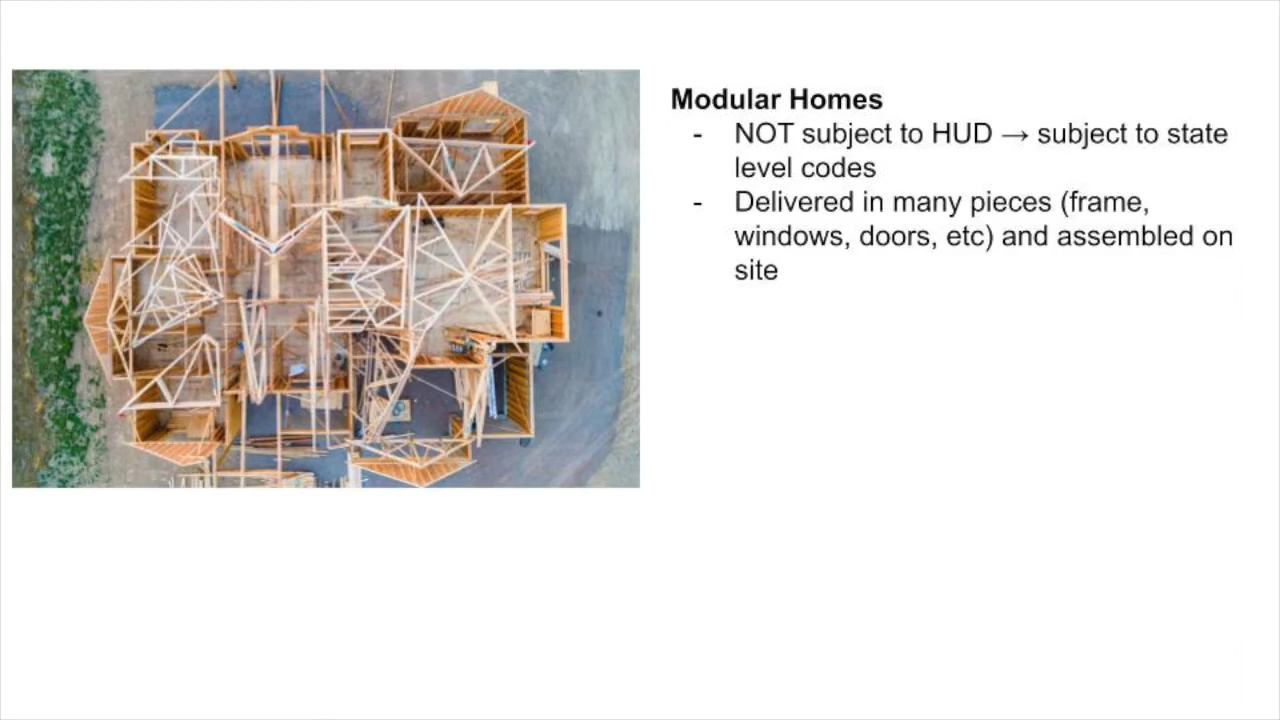 Modular Homes
- NOT subject to HUD → subject to state
level codes
- Delivered in many pieces (frame,
windows, doors, etc) and assembled on
site